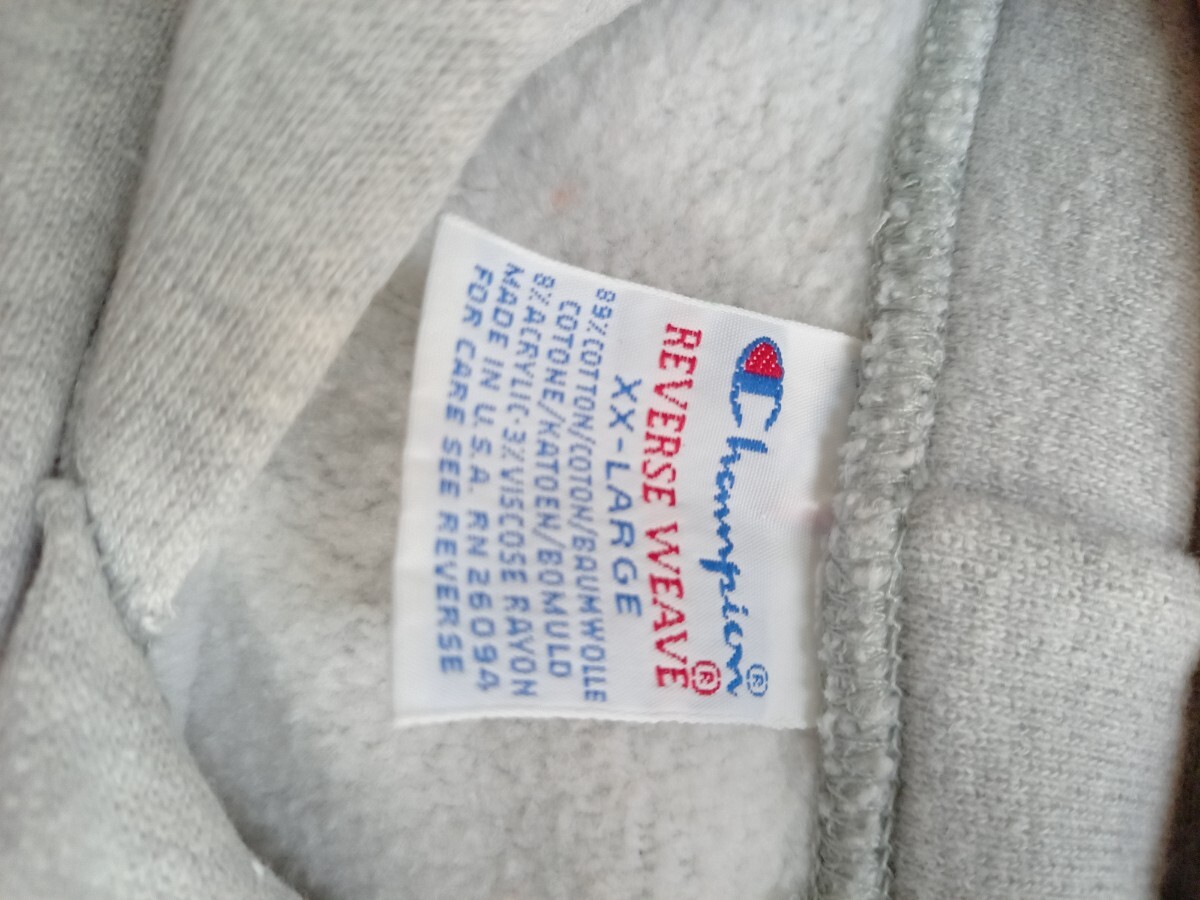 Champion®
REVERSE WEAVE®
XX-LARGE
89%COTTON/COTON/BAUMWOLLE
COTONE/KATOEN/BOMULD
8%ACRYLIC·3%VISCOSE RAYON
MADE IN U.S.A. RN 26094
FOR CARE SEE REVERSE